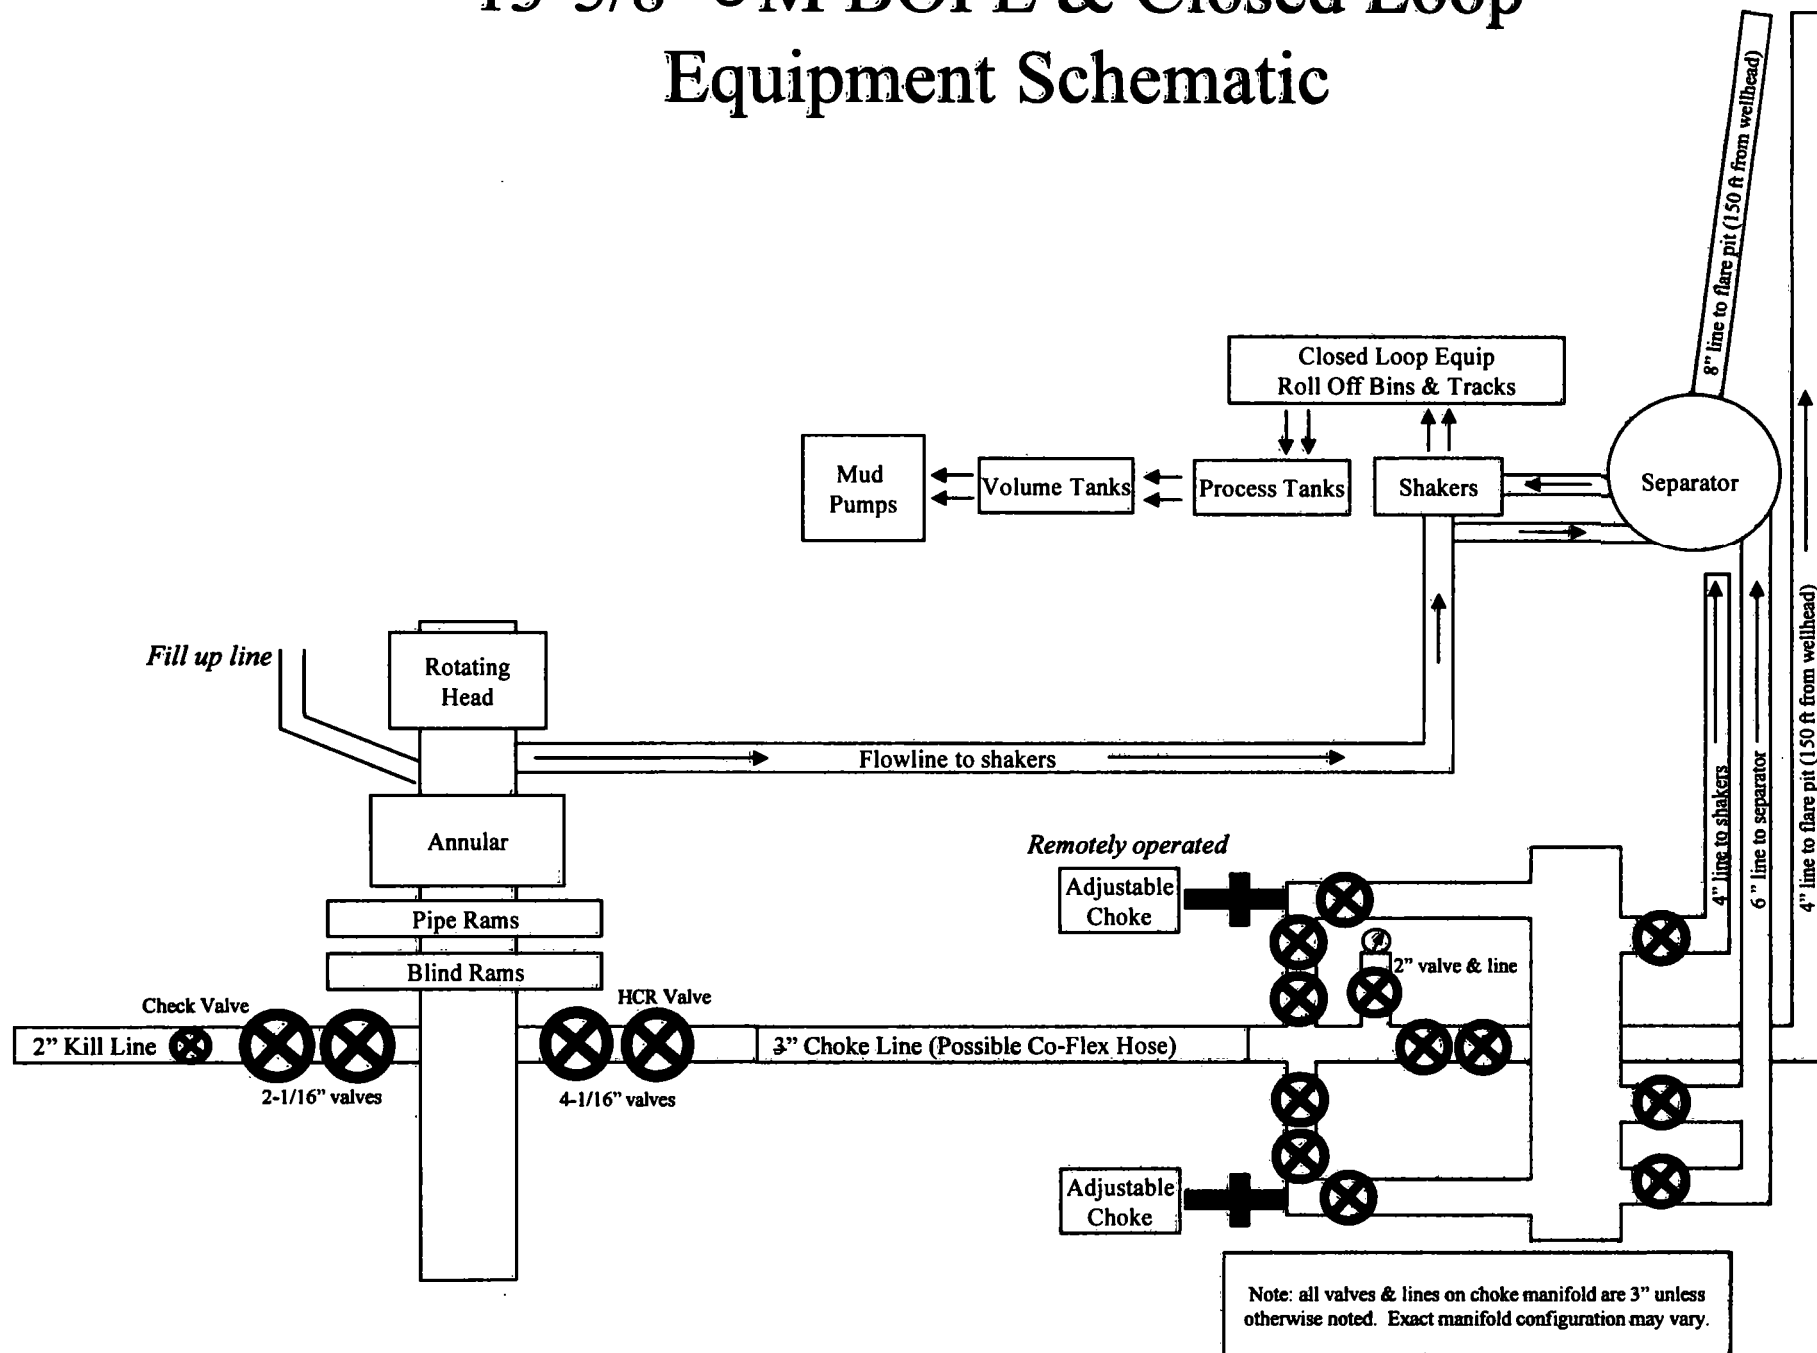 BOPE & Closed Loop
Equipment Schematic
8” line to flare pit (150 ft from wellhead)
Closed Loop Equip
Roll Off Bins & Tracks
Mud
Pumps
Volume Tanks
Process Tanks
Shakers
Separator
Fill up line
Rotating
Head
Flowline to shakers
Annular
Pipe Rams
Blind Rams
Remotely operated
Adjustable
Choke
2” valve & line
4” line to shakers
6 ” line to separator
4” line to flare pit (150 ft from wellhead)
Check Valve
HCR Valve
2” Kill Line
3” Choke Line (Possible Co-Flex Hose)
2-1/16” valves
4-1/16” valves
Adjustable
Choke
Note: all valves & lines on choke manifold are 3” unless
otherwise noted. Exact manifold configuration may vary.